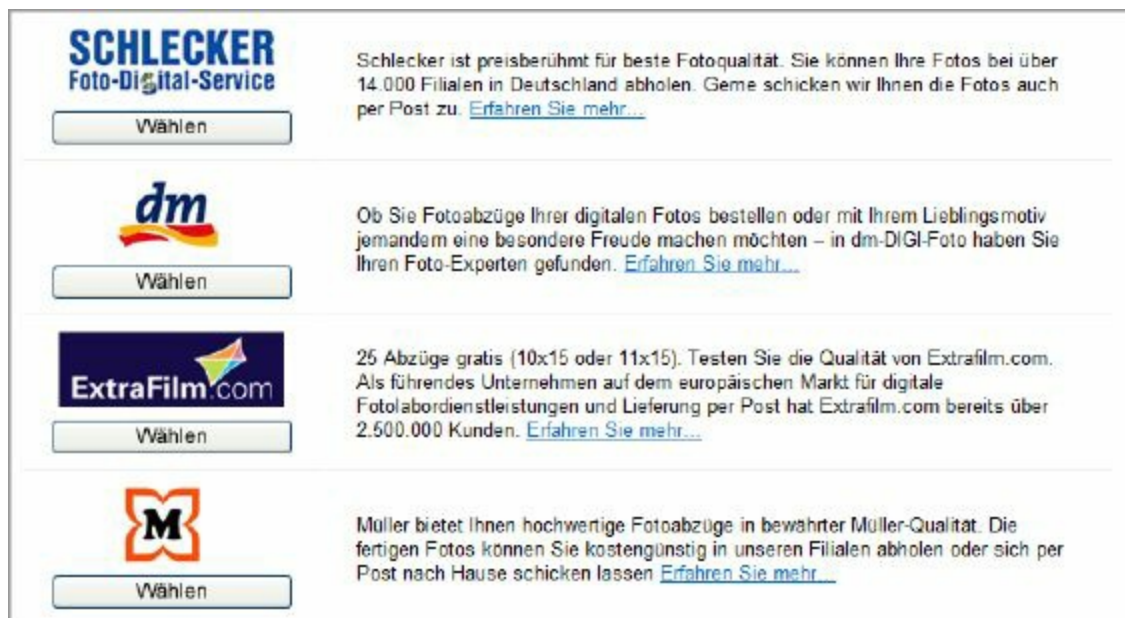 SCHLECKER
Foto-Digital-Service
Wählen
Schlecker ist preisberühmt für beste Fotoqualität. Sie können Ihre Fotos bei über
14.000 Filialen in Deutschland abholen. Gerne schicken wir Ihnen die Fotos auch
per Post zu. Erfahren Sie mehr...
dm
Wählen
Ob Sie Fotoabzüge Ihrer digitalen Fotos bestellen oder mit Ihrem Lieblingsmotiv
jemandem eine besondere Freude machen möchten – in dm-DIGI-Foto haben Sie
Ihren Foto-Experten gefunden. Erfahren Sie mehr...
ExtraFilm.com
Wählen
25 Abzüge gratis (10x15 oder 11x15). Testen Sie die Qualität von Extrafilm.com.
Als führendes Unternehmen auf dem europäischen Markt für digitale
Fotolabordienstleistungen und Lieferung per Post hat Extrafilm.com bereits über
2.500.000 Kunden. Erfahren Sie mehr...
M
Wählen
Müller bietet Ihnen hochwertige Fotoabzüge in bewährter Müller-Qualität. Die
fertigen Fotos können Sie kostengünstig in unseren Filialen abholen oder sich per
Post nach Hause schicken lassen Erfahren Sie mehr...